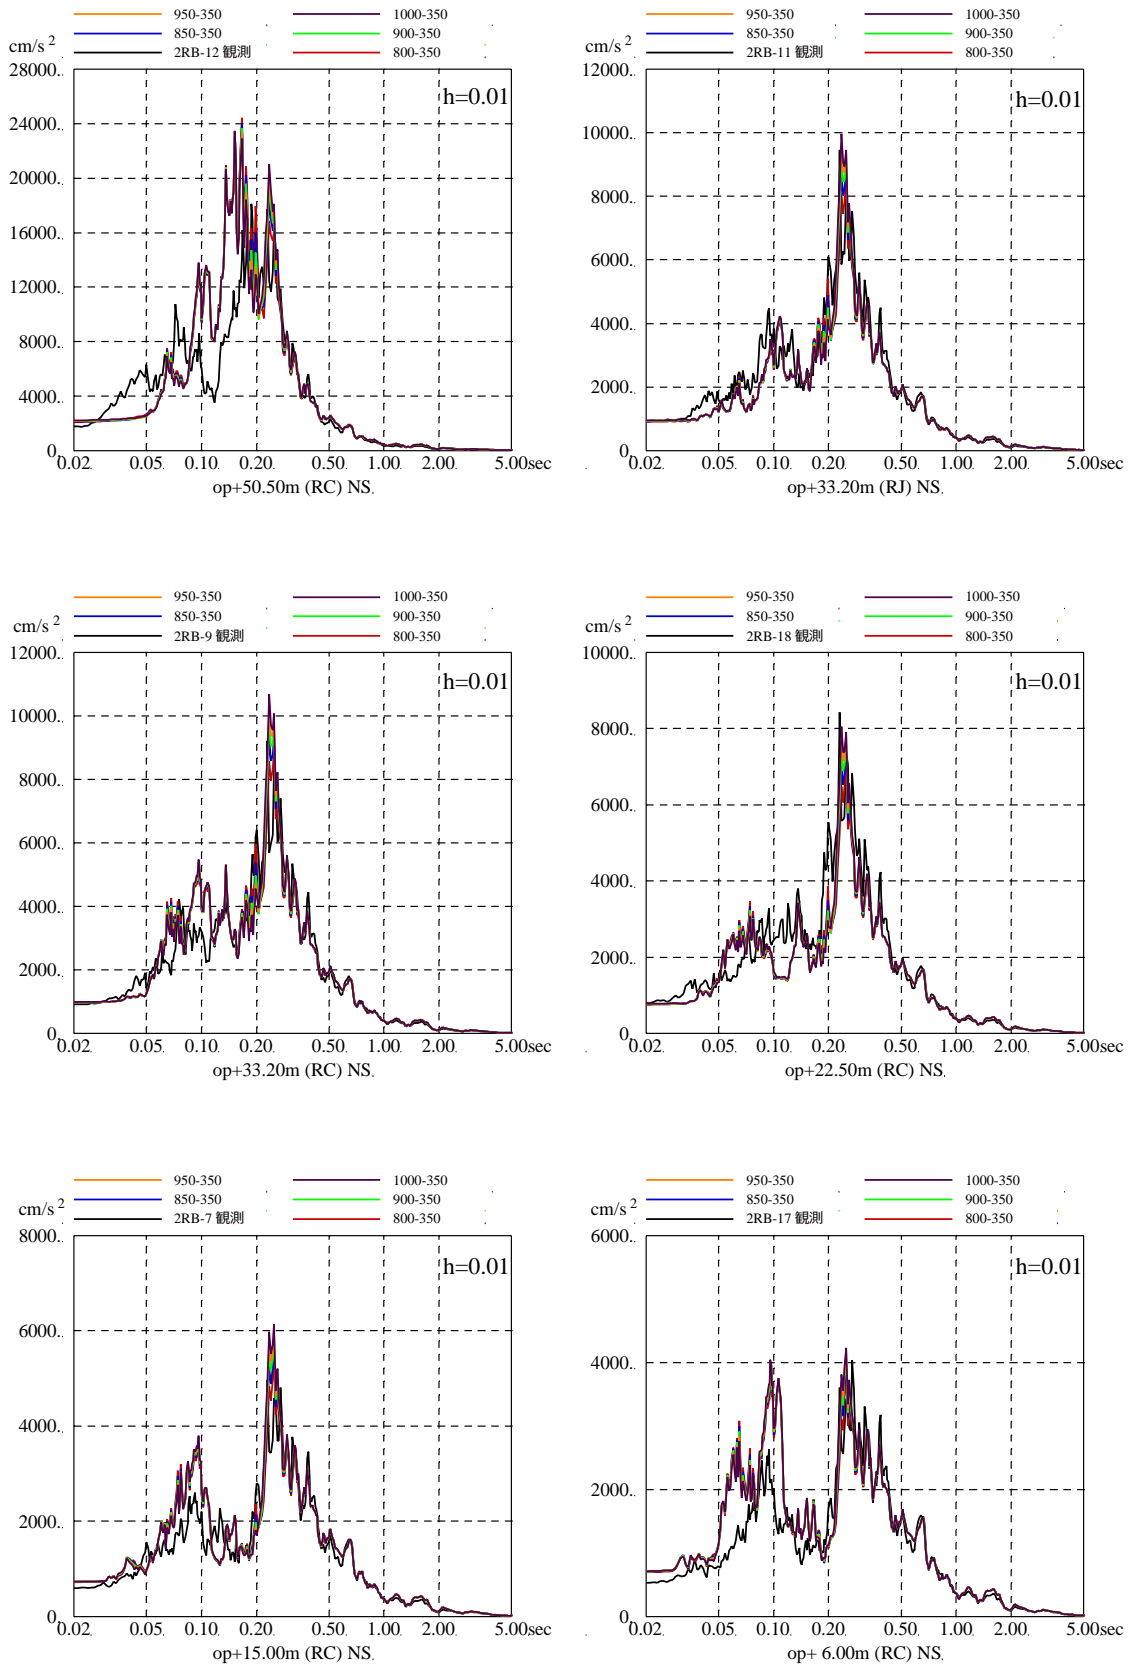 950-350 1000-350
850-350 900-350
2RB-12 観測 800-350
cm/s 2
28000.
24000.
20000.
16000.
12000.
8000.
4000.
0.
h=0.01
0.02 0.05 0.10 0.20 0.50 1.00 2.00 5.00sec
op+50.50m (RC) NS
950-350 1000-350
850-350 900-350
2RB-11 観測 800-350
cm/s 2
12000.
10000.
8000.
6000.
4000.
2000.
0.
h=0.01
0.02 0.05 0.10 0.20 0.50 1.00 2.00 5.00sec
op+33.20m (RJ) NS
950-350 1000-350
850-350 900-350
2RB-9 観測 800-350
cm/s 2
12000.
10000.
8000.
6000.
4000.
2000.
0.
h=0.01
0.02 0.05 0.10 0.20 0.50 1.00 2.00 5.00sec
op+33.20m (RC) NS
950-350 1000-350
850-350 900-350
2RB-18 観測 800-350
cm/s 2
10000.
8000.
6000.
4000.
2000.
0.
h=0.01
0.02 0.05 0.10 0.20 0.50 1.00 2.00 5.00sec
op+22.50m (RC) NS
950-350 1000-350
850-350 900-350
2RB-7 観測 800-350
cm/s 2
8000.
6000.
4000.
2000.
0.
h=0.01
0.02 0.05 0.10 0.20 0.50 1.00 2.00 5.00sec
op+15.00m (RC) NS
950-350 1000-350
850-350 900-350
2RB-17 観測 800-350
cm/s 2
6000.
4000.
2000.
0.
h=0.01
0.02 0.05 0.10 0.20 0.50 1.00 2.00 5.00sec
op+ 6.00m (RC) NS